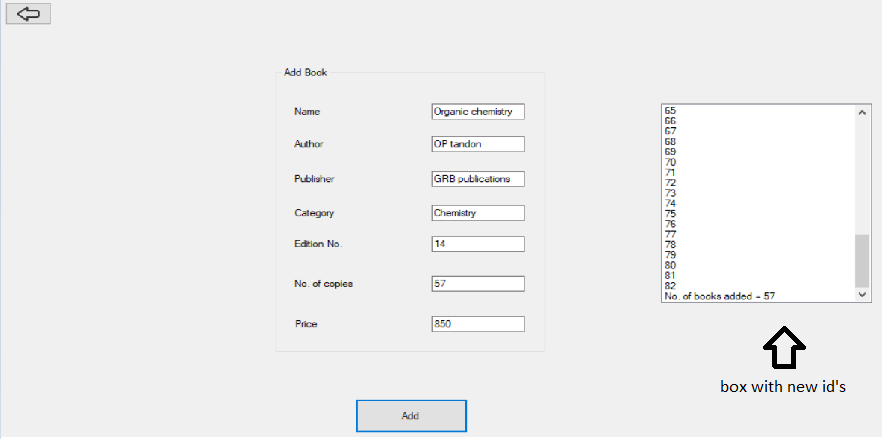 Add Book
Name Organic chemistry
Author OP tandon
Publisher GRB publications
Category Chemistry
Edition No. 14
No. of copies 57
Price 850
Add
65
66
67
68
69
70
71
72
73
74
75
76
77
78
79
80
81
82
No. of books added = 57
box with new id's